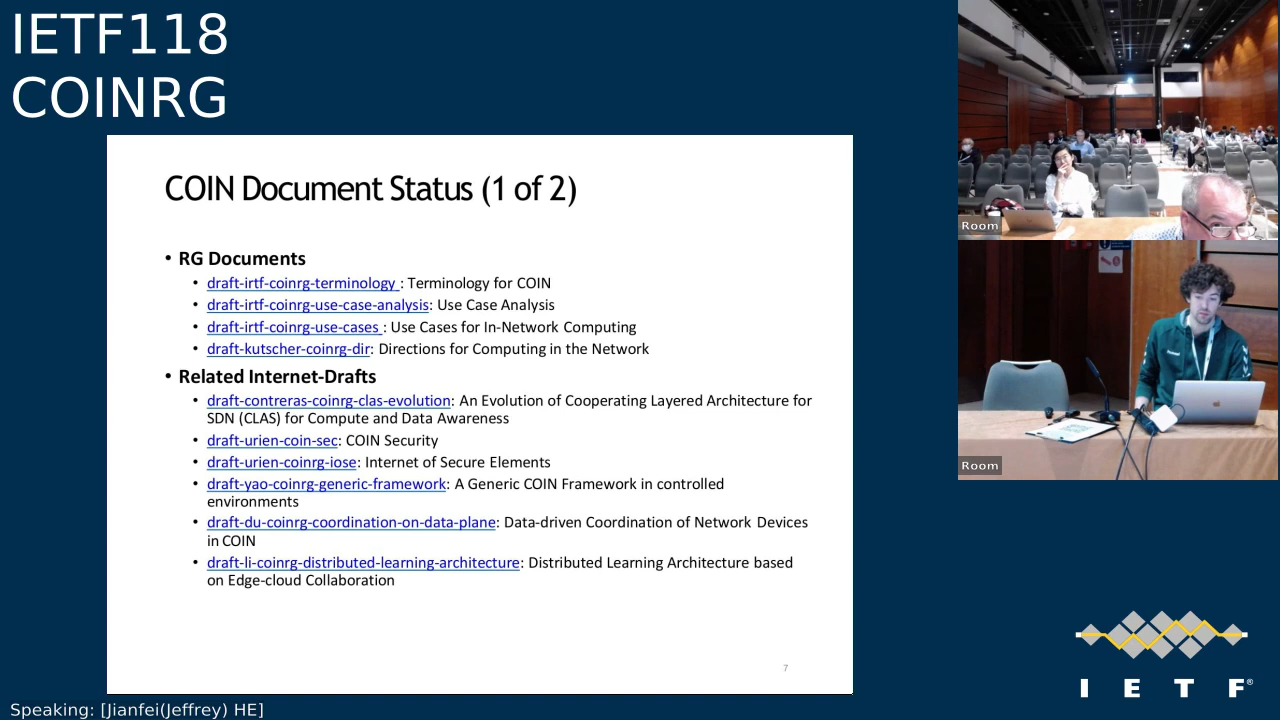 IETF118
COINRG
COIN Document Status (1 of 2)
• RG Documents
• draft-irtf-coinrg-terminology : Terminology for COIN
• draft-irtf-coinrg-use-case-analysis: Use Case Analysis
• draft-irtf-coinrg-use-cases : Use Cases for In-Network Computing
• draft-kutscher-coinrg-dir: Directions for Computing in the Network
• Related Internet-Drafts
• draft-contreras-coinrg-clas-evolution: An Evolution of Cooperating Layered Architecture for
SDN (CLAS) for Compute and Data Awareness
• draft-urien-coin-sec: COIN Security
• draft-urien-coinrg-iose: Internet of Secure Elements
• draft-yao-coinrg-generic-framework: A Generic COIN Framework in controlled
environments
• draft-du-coinrg-coordination-on-data-plane: Data-driven Coordination of Network Devices
in COIN
• draft-li-coinrg-distributed-learning-architecture: Distributed Learning Architecture based
on Edge-cloud Collaboration
7
Room
Room
I E T F®
Speaking: [Jianfei(Jeffrey) HE]